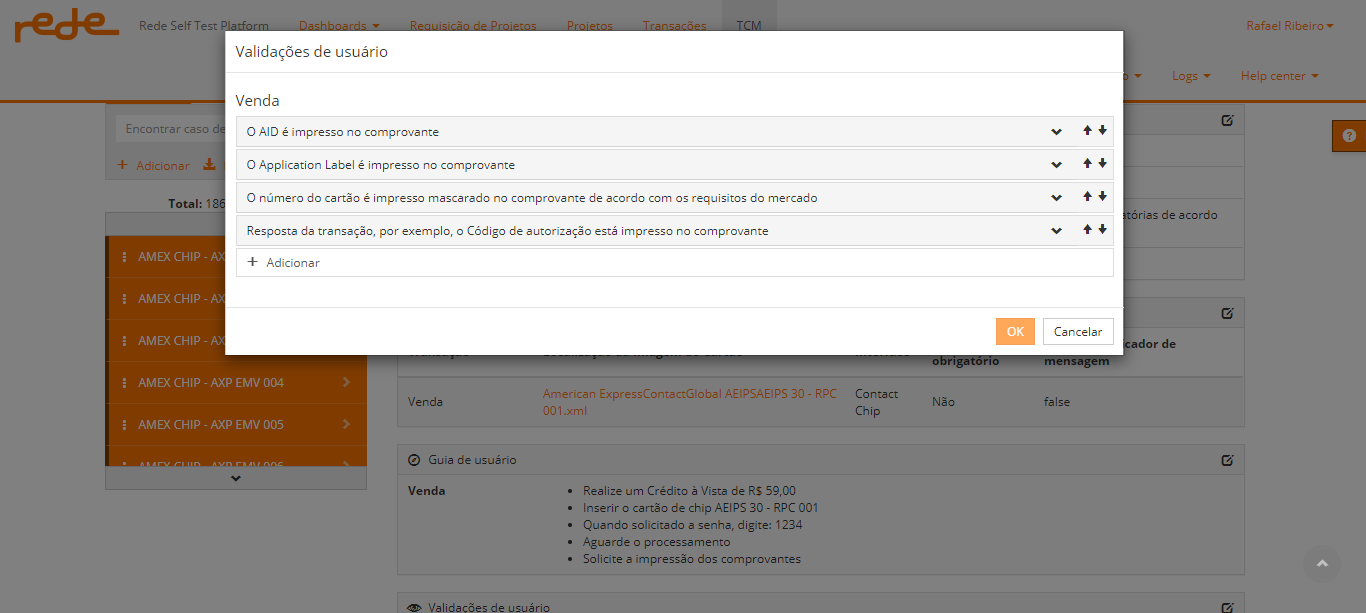 rede
Rede Self Test Platform
Dashboards
Requisição de Projetos
Projetos
Transações
TCM
Rafael Ribeiro
Logs
Help center
Validações de usuário
Venda
O AID é impresso no comprovante
O Application Label é impresso no comprovante
O número do cartão é impresso mascarado no comprovante de acordo com os requisitos do mercado
Resposta da transação, por exemplo, o Código de autorização está impresso no comprovante
+ Adicionar
OK
Cancelar
Encontrar caso de
+ Adicionar
Total: 186
AMEX CHIP - AX
AMEX CHIP - AX
AMEX CHIP - AX
AMEX CHIP - AXP EMV 004
AMEX CHIP - AXP EMV 005
AMEX CHIP - AXP EMV 006
atórias de acordo
obrigatório
icador de
mensagem
Venda
American ExpressContactGlobal AEIPSAEIPS 30 - RPC
001.xml
Contact
Chip
Não
false
Guia de usuário
Venda
• Realize um Crédito à Vista de R$ 59,00
• Inserir o cartão de chip AEIPS 30 - RPC 001
• Quando solicitado a senha, digite: 1234
• Aguarde o processamento
• Solicite a impressão dos comprovantes
Validações de usuário